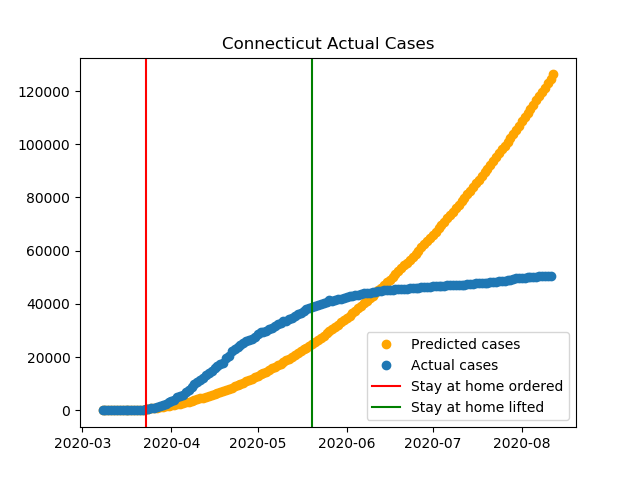 Connecticut Actual Cases
120000
100000
80000
60000
40000
20000
0
Predicted cases
Actual cases
Stay at home ordered
Stay at home lifted
2020-03 2020-04 2020-05 2020-06 2020-07 2020-08